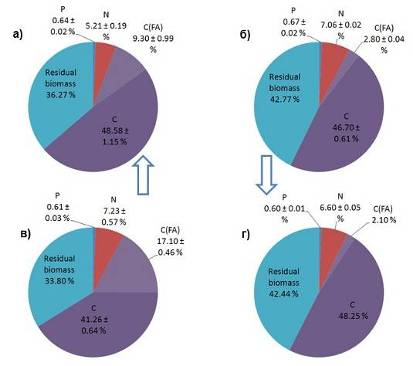 а)
P
0.64 ±
0.02 %
N
5.21 ± 0.19
%
C(FA)
9.30 ± 0.99
%
Residual
biomass
36.27 %
C
48.58 ±
1.15 %
б)
P
0.67 ±
0.02 %
N
7.06 ± 0.02
%
C(FA)
2.80 ± 0.04
%
Residual
biomass
42.77 %
C
46.70 ±
0.61 %
в)
P
0.61 ±
0.03 %
N
7.23 ±
0.57 %
C(FA)
17.10 ±
0.46 %
Residual
biomass
33.80 %
C
41.26 ±
0.64 %
г)
P
0.60 ± 0.01
%
N
6.60 ± 0.05
%
C(FA)
2.10 %
Residual
biomass
42.44 %
C
48.25 %